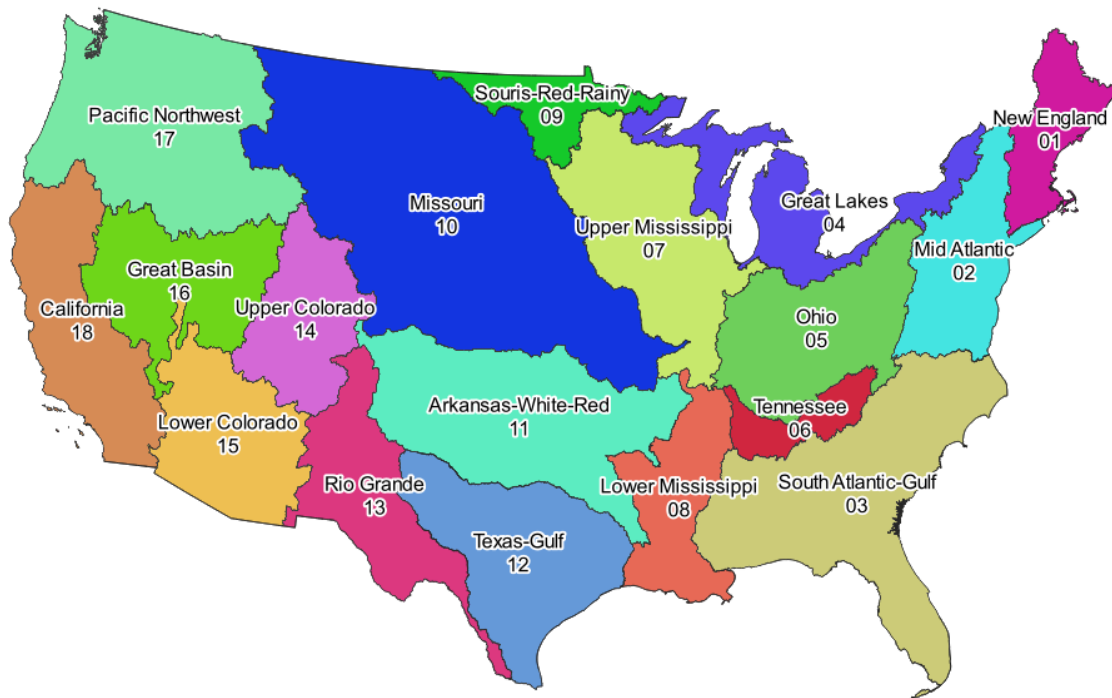 Souris-Red-Rainy
09
New England
01
Pacific Northwest
17
Missouri
10
Great Lakes
04
Upper Mississippi
07
Mid Atlantic
02
Great Basin
16
California
18
Upper Colorado
14
Ohio
05
Arkansas-White-Red
11
Tennessee
06
Lower Colorado
15
Rio Grande
13
Lower Mississippi
08
South Atlantic-Gulf
03
Texas-Gulf
12